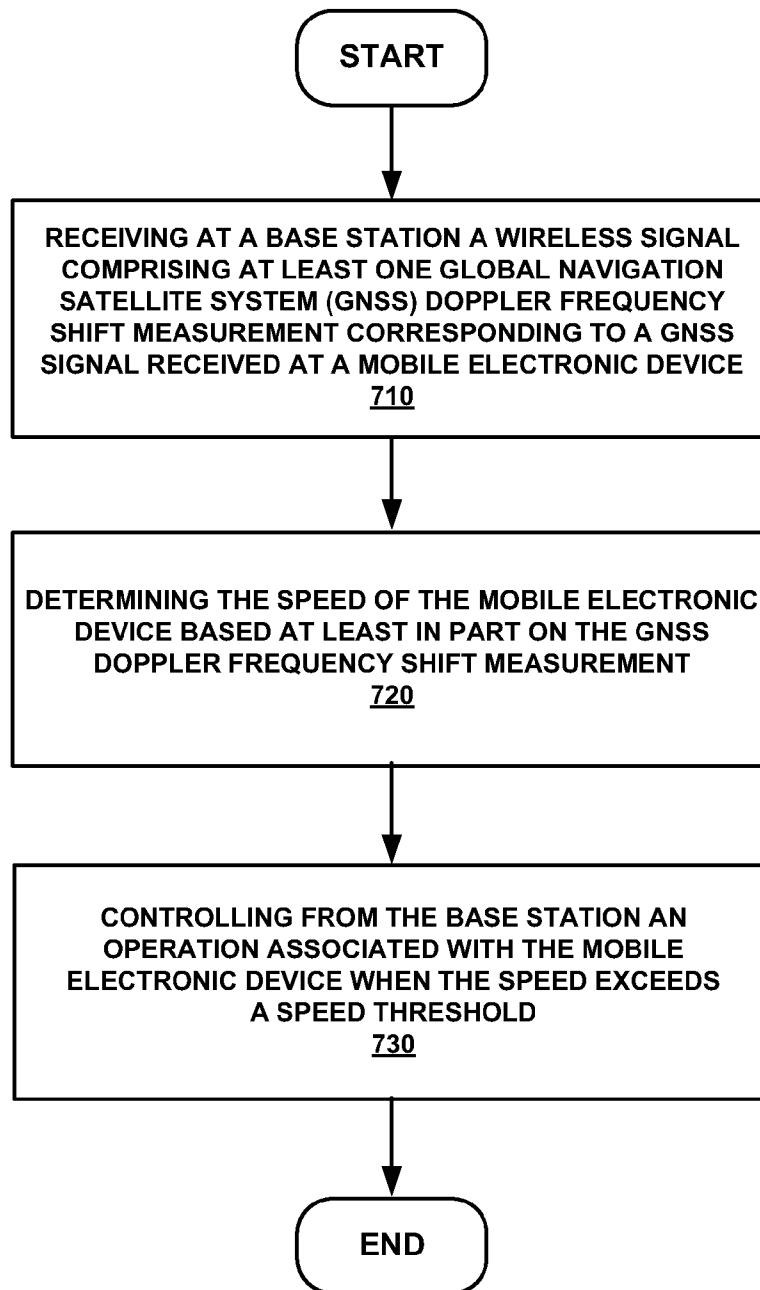 START
RECEIVING AT A BASE STATION A WIRELESS SIGNAL
COMPRISING AT LEAST ONE GLOBAL NAVIGATION
SATELLITE SYSTEM (GNSS) DOPPLER FREQUENCY
SHIFT MEASUREMENT CORRESPONDING TO A GNSS
SIGNAL RECEIVED AT A MOBILE ELECTRONIC DEVICE
710
DETERMINING THE SPEED OF THE MOBILE ELECTRONIC
DEVICE BASED AT LEAST IN PART ON THE GNSS
DOPPLER FREQUENCY SHIFT MEASUREMENT
720
CONTROLLING FROM THE BASE STATION AN
OPERATION ASSOCIATED WITH THE MOBILE
ELECTRONIC DEVICE WHEN THE SPEED EXCEEDS
A SPEED THRESHOLD
730
END